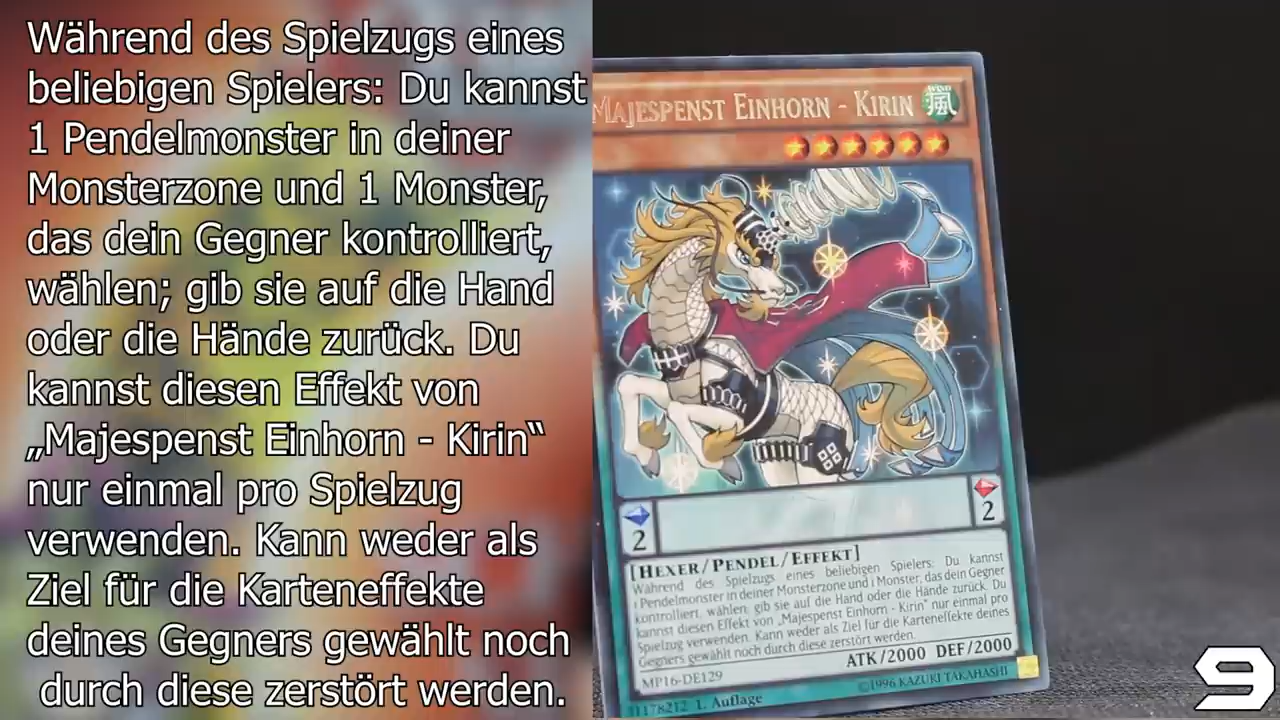 Während des Spielzugs eines
beliebigen Spielers: Du kannst
1 Pendelmonster in deiner
Monsterzone und 1 Monster,
das dein Gegner kontrolliert,
wählen; gib sie auf die Hand
oder die Hände zurück. Du
kannst diesen Effekt von
„Majespenst Einhorn - Kirin“
nur einmal pro Spielzug
verwenden. Kann weder als
Ziel für die Karteneffekte
deines Gegners gewählt noch
durch diese zerstört werden.
MAJESPENST EINHORN - KIRIN
WIND
風
2
2
[HEXER/PENDEL/EFFEKT]
Während des Spielzugs eines beliebigen Spielers: Du kannst
1 Pendelmonster in deiner Monsterzone und 1 Monster, das dein Gegner
kontrolliert, wählen; gib sie auf die Hand oder die Hände zurück. Du
kannst diesen Effekt von „Majespenst Einhorn - Kirin“ nur einmal pro
Spielzug verwenden. Kann weder als Ziel für die Karteneffekte deines
Gegners gewählt noch durch diese zerstört werden.
ATK/2000 DEF/2000
MP16-DE129
31178212 1. Auflage
©1996 KAZUKI TAKAHASHI
9